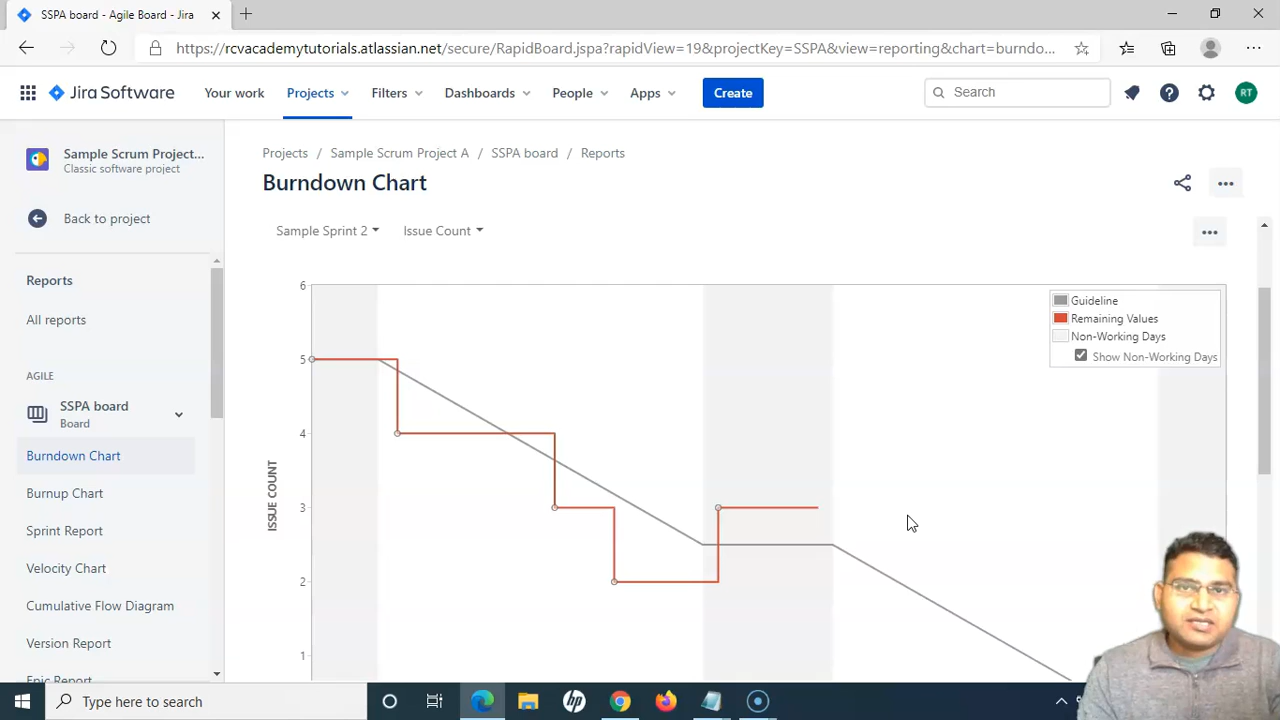 SSPA board - Agile Board - Jira
https://rcvacademytutorials.atlassian.net/secure/RapidBoard.jspa?rapidView=19&projectKey=SSPA&view=reporting&chart=burndo...
Jira Software
Your work
Projects
Filters
Dashboards
People
Apps
Create
Search
RT
Sample Scrum Project...
Classic software project
Back to project
Reports
All reports
AGILE
SSPA board
Board
Burndown Chart
Burnup Chart
Sprint Report
Velocity Chart
Cumulative Flow Diagram
Version Report
Epic Report
Projects / Sample Scrum Project A / SSPA board / Reports
Burndown Chart
Sample Sprint 2
Issue Count
6
5
4
3
2
1
ISSUE COUNT
Guideline
Remaining Values
Non-Working Days
Show Non-Working Days
Type here to search